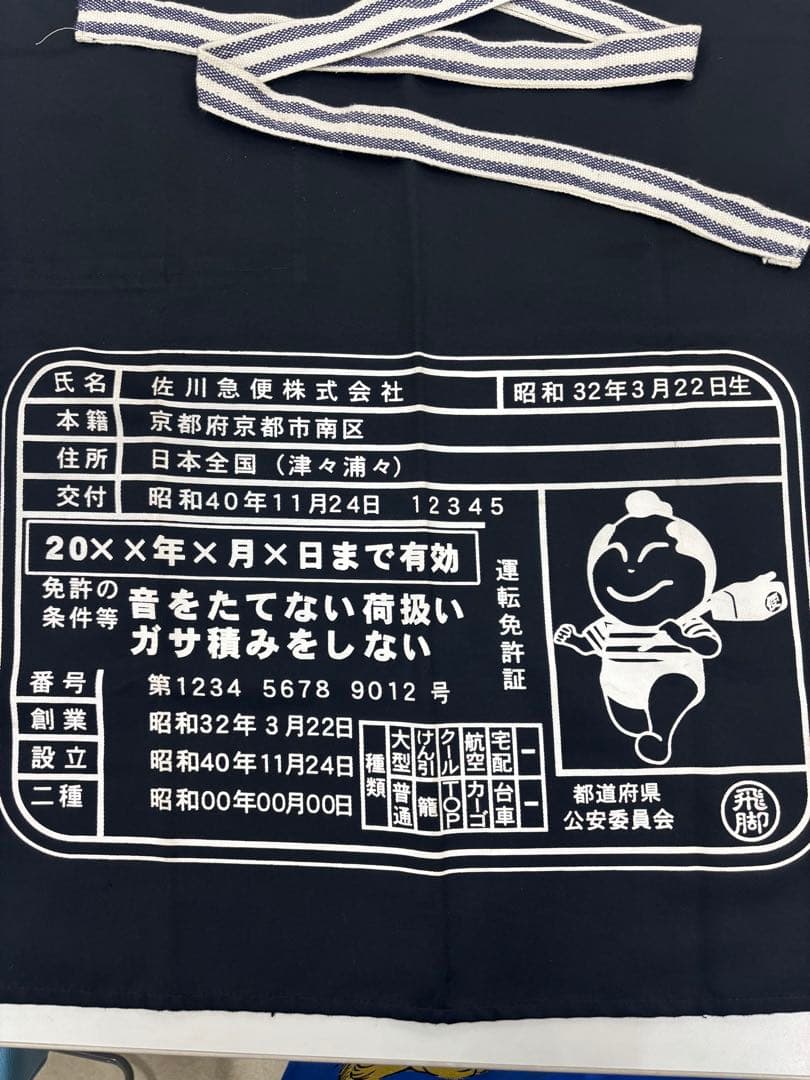 氏名 佐川急便株式会社 昭和32年3月22日生
本籍 京都府京都市南区
住所 日本全国(津々浦々)
交付 昭和40年11月24日 12345
20××年×月×日まで有効
免許の条件等 音をたてない荷扱い
ガサ積みをしない
運転免許証
番号 第1234 5678 9012号
創業 昭和32年3月22日
設立 昭和40年11月24日
二種 昭和00年00月00日
種類 大型 けん引 クール 航空 宅配 ー
普通 籠 TOP カーゴ 台車 ー
都道府県
公安委員会
飛脚